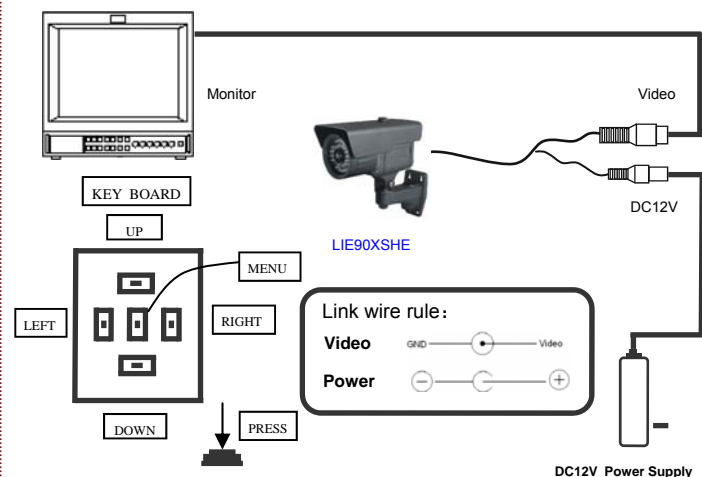 Monitor
Video
KEY BOARD
DC12V
UP
LIE90XSHE
MENU
LEFT
RIGHT
Link wire rule：
Video GND Video
Power − +
DOWN
PRESS
DC12V Power Supply